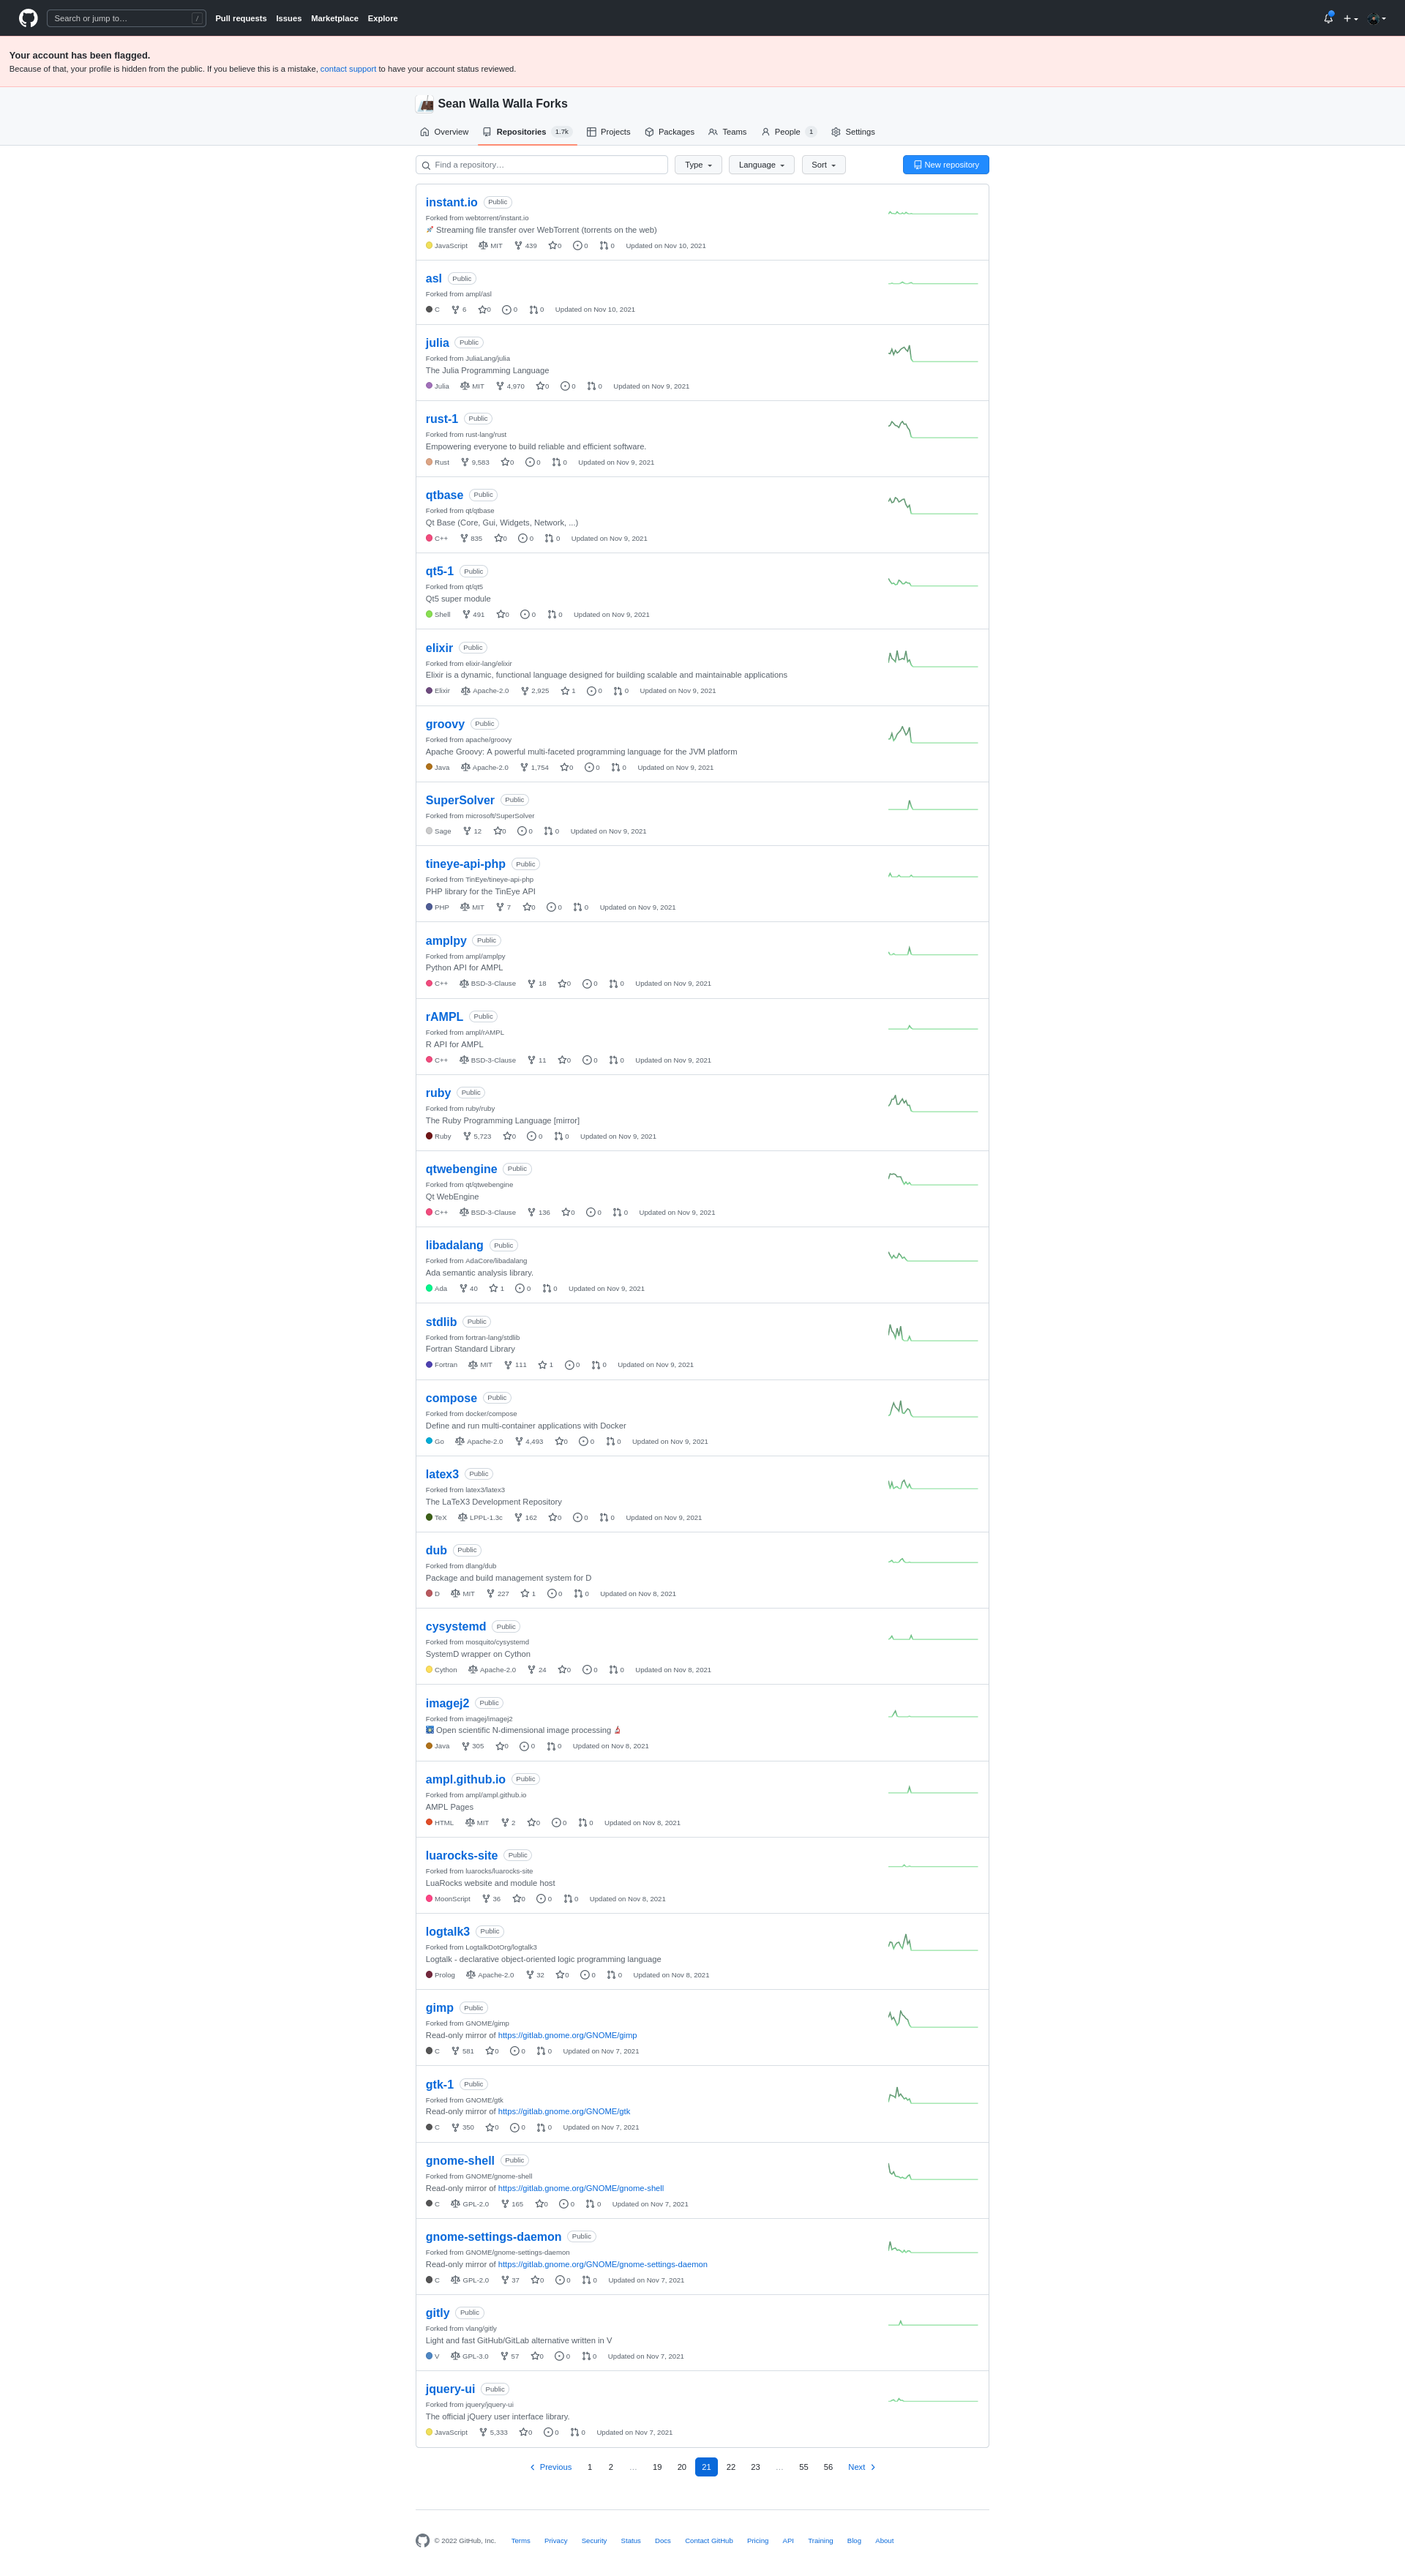 Search or jump to… /
Pull requests Issues Marketplace Explore
Your account has been flagged.
Because of that, your profile is hidden from the public. If you believe this is a mistake, contact support to have your account status reviewed.
Sean Walla Walla Forks
Overview Repositories 1.7k Projects Packages Teams People 1 Settings
Find a repository… Type Language Sort New repository
instant.io Public
Forked from webtorrent/instant.io
🚀 Streaming file transfer over WebTorrent (torrents on the web)
JavaScript MIT 439 0 0 0 Updated on Nov 10, 2021
asl Public
Forked from ampl/asl
C 6 0 0 0 Updated on Nov 10, 2021
julia Public
Forked from JuliaLang/julia
The Julia Programming Language
Julia MIT 4,970 0 0 0 Updated on Nov 9, 2021
rust-1 Public
Forked from rust-lang/rust
Empowering everyone to build reliable and efficient software.
Rust 9,583 0 0 0 Updated on Nov 9, 2021
qtbase Public
Forked from qt/qtbase
Qt Base (Core, Gui, Widgets, Network, ...)
C++ 835 0 0 0 Updated on Nov 9, 2021
qt5-1 Public
Forked from qt/qt5
Qt5 super module
Shell 491 0 0 0 Updated on Nov 9, 2021
elixir Public
Forked from elixir-lang/elixir
Elixir is a dynamic, functional language designed for building scalable and maintainable applications
Elixir Apache-2.0 2,925 1 0 0 Updated on Nov 9, 2021
groovy Public
Forked from apache/groovy
Apache Groovy: A powerful multi-faceted programming language for the JVM platform
Java Apache-2.0 1,754 0 0 0 Updated on Nov 9, 2021
SuperSolver Public
Forked from microsoft/SuperSolver
Sage 12 0 0 0 Updated on Nov 9, 2021
tineye-api-php Public
Forked from TinEye/tineye-api-php
PHP library for the TinEye API
PHP MIT 7 0 0 0 Updated on Nov 9, 2021
amplpy Public
Forked from ampl/amplpy
Python API for AMPL
C++ BSD-3-Clause 18 0 0 0 Updated on Nov 9, 2021
rAMPL Public
Forked from ampl/rAMPL
R API for AMPL
C++ BSD-3-Clause 11 0 0 0 Updated on Nov 9, 2021
ruby Public
Forked from ruby/ruby
The Ruby Programming Language [mirror]
Ruby 5,723 0 0 0 Updated on Nov 9, 2021
qtwebengine Public
Forked from qt/qtwebengine
Qt WebEngine
C++ BSD-3-Clause 136 0 0 0 Updated on Nov 9, 2021
libadalang Public
Forked from AdaCore/libadalang
Ada semantic analysis library.
Ada 40 1 0 0 Updated on Nov 9, 2021
stdlib Public
Forked from fortran-lang/stdlib
Fortran Standard Library
Fortran MIT 111 1 0 0 Updated on Nov 9, 2021
compose Public
Forked from docker/compose
Define and run multi-container applications with Docker
Go Apache-2.0 4,493 0 0 0 Updated on Nov 9, 2021
latex3 Public
Forked from latex3/latex3
The LaTeX3 Development Repository
TeX LPPL-1.3c 162 0 0 0 Updated on Nov 9, 2021
dub Public
Forked from dlang/dub
Package and build management system for D
D MIT 227 1 0 0 Updated on Nov 8, 2021
cysystemd Public
Forked from mosquito/cysystemd
SystemD wrapper on Cython
Cython Apache-2.0 24 0 0 0 Updated on Nov 8, 2021
imagej2 Public
Forked from imagej/imagej2
Open scientific N-dimensional image processing
Java 305 0 0 0 Updated on Nov 8, 2021
ampl.github.io Public
Forked from ampl/ampl.github.io
AMPL Pages
HTML MIT 2 0 0 0 Updated on Nov 8, 2021
luarocks-site Public
Forked from luarocks/luarocks-site
LuaRocks website and module host
MoonScript 36 0 0 0 Updated on Nov 8, 2021
logtalk3 Public
Forked from LogtalkDotOrg/logtalk3
Logtalk - declarative object-oriented logic programming language
Prolog Apache-2.0 32 0 0 0 Updated on Nov 8, 2021
gimp Public
Forked from GNOME/gimp
Read-only mirror of https://gitlab.gnome.org/GNOME/gimp
C 581 0 0 0 Updated on Nov 7, 2021
gtk-1 Public
Forked from GNOME/gtk
Read-only mirror of https://gitlab.gnome.org/GNOME/gtk
C 350 0 0 0 Updated on Nov 7, 2021
gnome-shell Public
Forked from GNOME/gnome-shell
Read-only mirror of https://gitlab.gnome.org/GNOME/gnome-shell
C GPL-2.0 165 0 0 0 Updated on Nov 7, 2021
gnome-settings-daemon Public
Forked from GNOME/gnome-settings-daemon
Read-only mirror of https://gitlab.gnome.org/GNOME/gnome-settings-daemon
C GPL-2.0 37 0 0 0 Updated on Nov 7, 2021
gitly Public
Forked from vlang/gitly
Light and fast GitHub/GitLab alternative written in V
V GPL-3.0 57 0 0 0 Updated on Nov 7, 2021
jquery-ui Public
Forked from jquery/jquery-ui
The official jQuery user interface library.
JavaScript 5,333 0 0 0 Updated on Nov 7, 2021
Previous 1 2 … 19 20 21 22 23 … 55 56 Next
© 2022 GitHub, Inc. Terms Privacy Security Status Docs Contact GitHub Pricing API Training Blog About